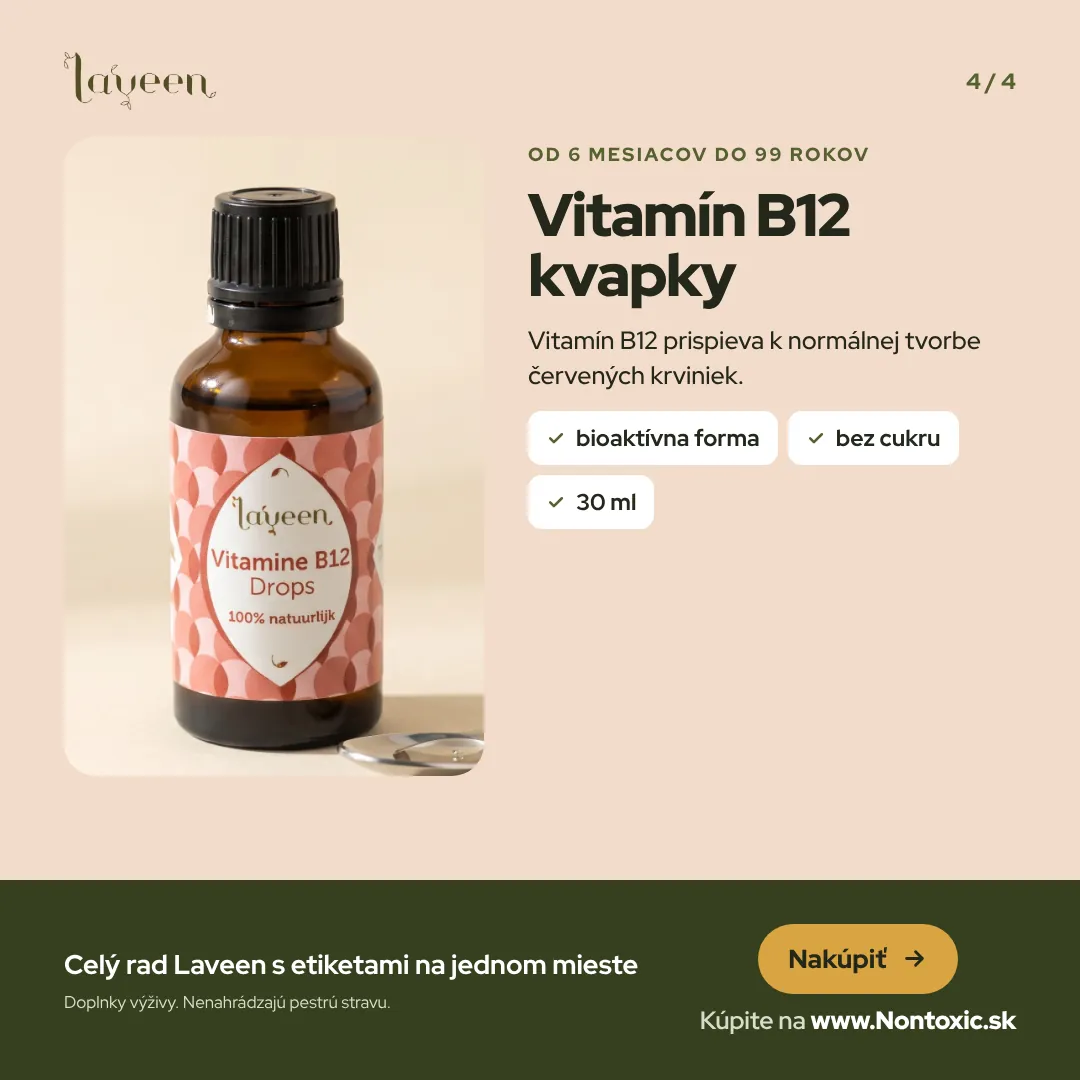 Laveen
4 / 4
OD 6 MESIACOV DO 99 ROKOV
Vitamín B12
kvapky
Vitamín B12 prispieva k normálnej tvorbe
červených krviniek.
bioaktívna forma
bez cukru
30 ml
Laveen
Vitamine B12
Drops
100% natuurlijk
Celý rad Laveen s etiketami na jednom mieste
Doplnky výživy. Nenahrádzajú pestrú stravu.
Nakúpiť →
Kúpite na www.Nontoxic.sk